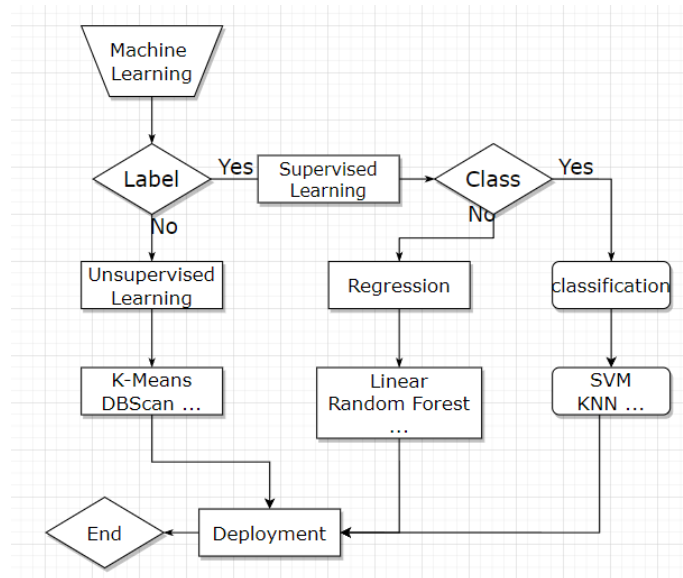 Machine
Learning
Label
Yes
Supervised
Learning
Class
Yes
No
No
Unsupervised
Learning
Regression
classification
K-Means
DBScan ...
Linear
Random Forest
...
SVM
KNN ...
End
Deployment